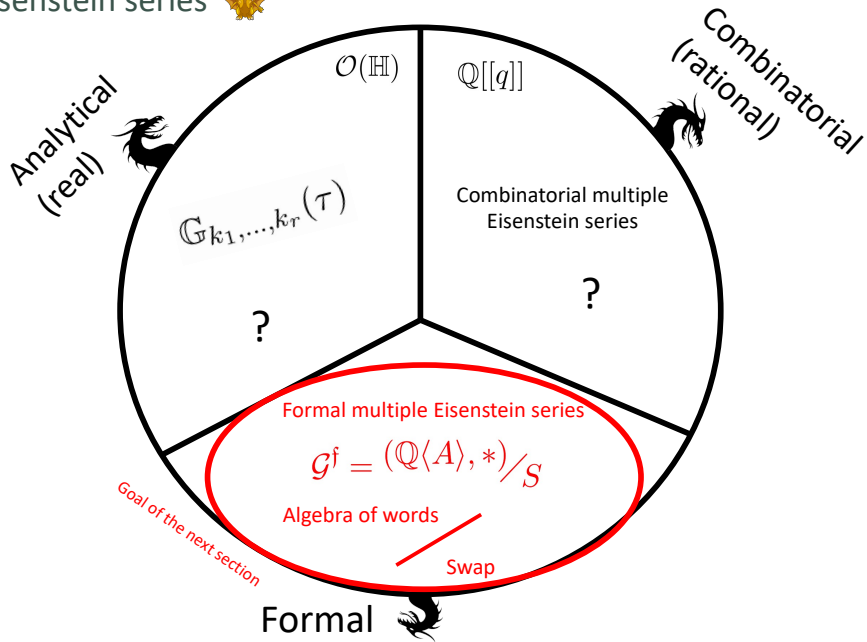 senstein series
𝒪(ℍ)
ℚ[[q]]
Analytical
(real)
Combinatorial
(rational)
𝔾_{k_1,...,k_r}(τ)
Combinatorial multiple
Eisenstein series
?
?
Formal multiple Eisenstein series
𝒢^𝔣 = (ℚ⟨A⟩, *)/S
Algebra of words
Swap
Goal of the next section
Formal